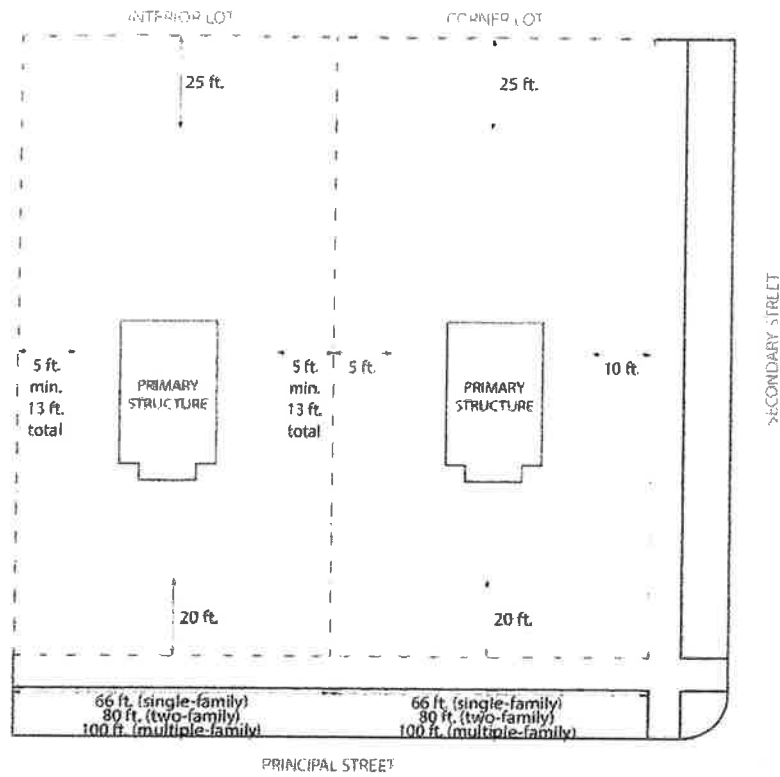 INTERIOR LOT
CORNER LOT
25 ft.
25 ft.
5 ft.
min.
13 ft.
total
PRIMARY
STRUCTURE
5 ft.
min.
13 ft.
total
5 ft.
PRIMARY
STRUCTURE
10 ft.
SECONDARY STREET
20 ft.
20 ft.
66 ft. (single-family)
80 ft. (two-family)
100 ft. (multiple-family)
66 ft. (single-family)
80 ft. (two-family)
100 ft. (multiple-family)
PRINCIPAL STREET